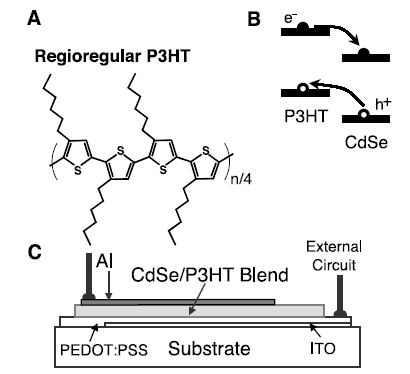 A
Regioregular P3HT
S
S
S
S
n/4
B
e⁻
P3HT
h⁺
CdSe
C
Al
CdSe/P3HT Blend
External
Circuit
PEDOT:PSS
Substrate
ITO